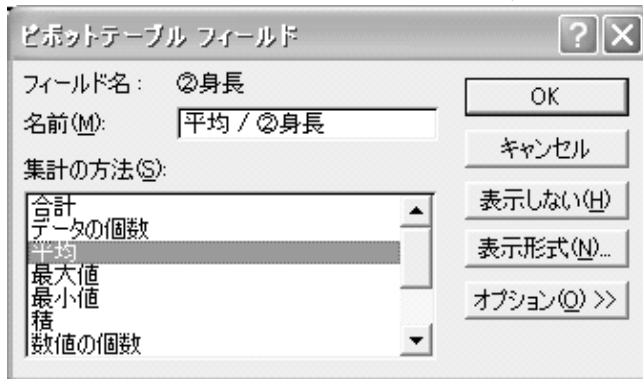 ピボットテーブル フィールド
フィールド名： ②身長
名前(M): 平均 / ②身長
集計の方法(S):
合計
データの個数
平均
最大値
最小値
積
数値の個数
OK
キャンセル
表示しない(H)
表示形式(N)...
オプション(O) >>